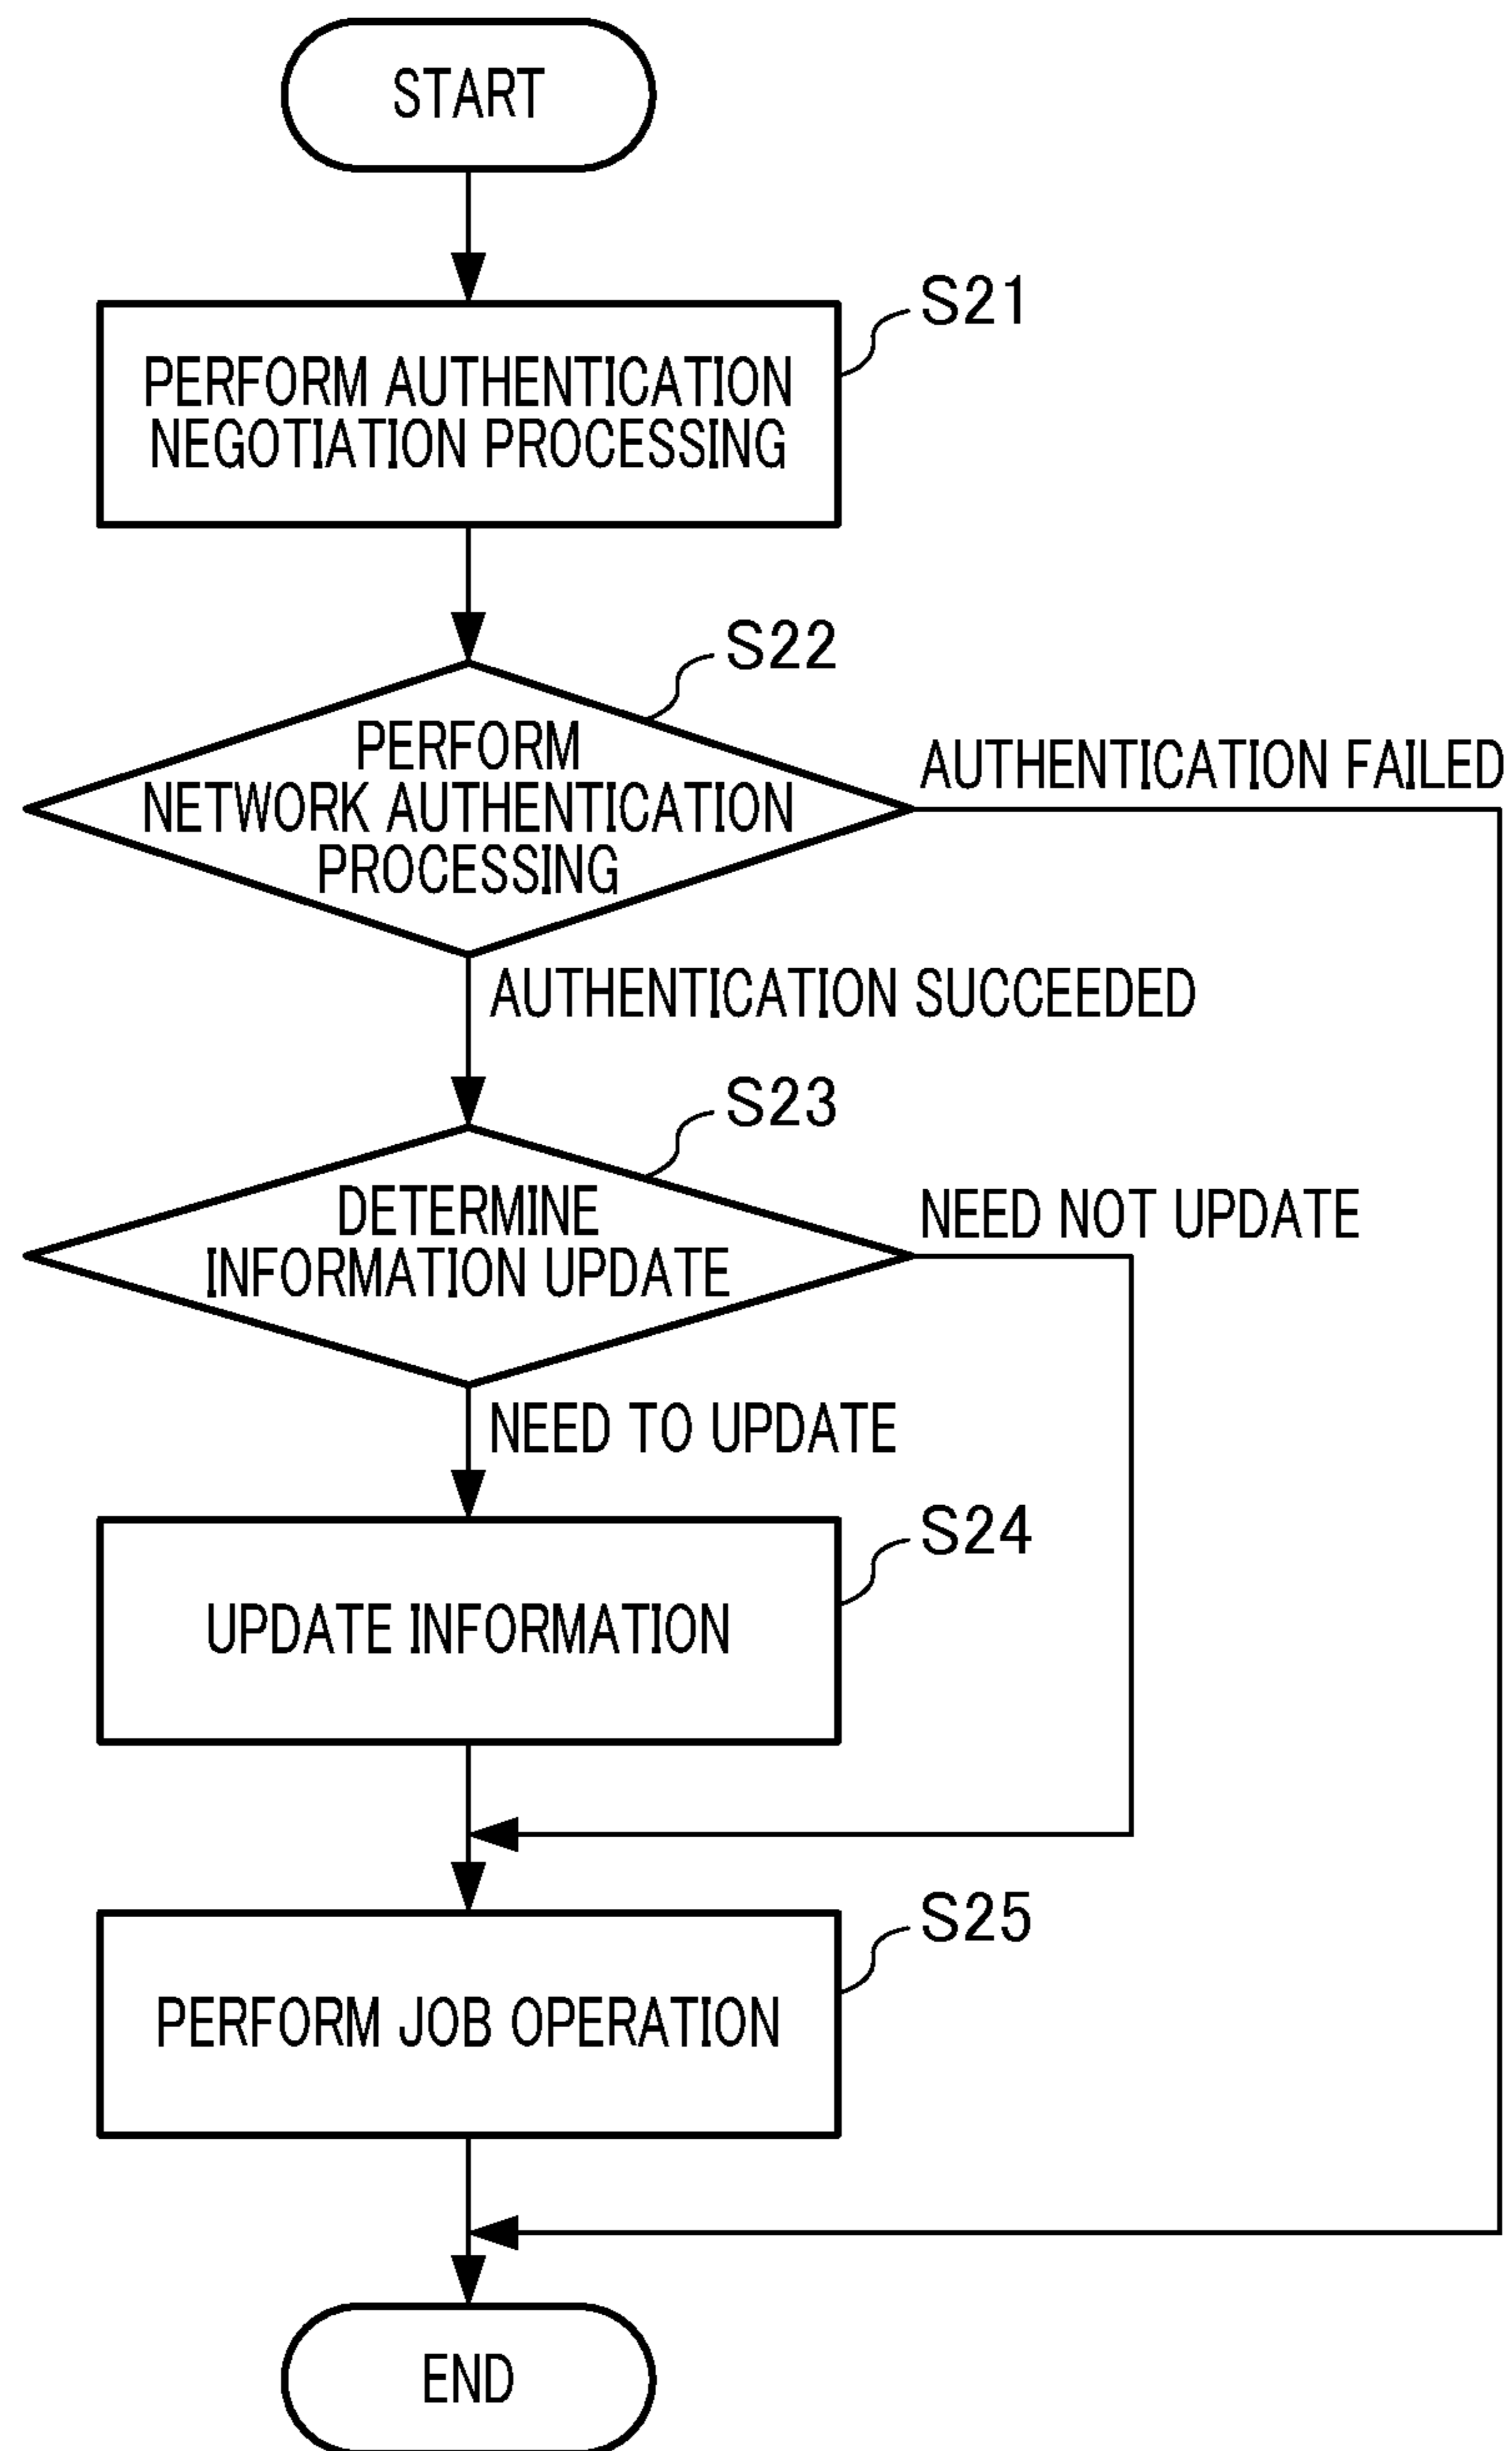 START
S21
PERFORM AUTHENTICATION
NEGOTIATION PROCESSING
S22
PERFORM
NETWORK AUTHENTICATION
PROCESSING
AUTHENTICATION FAILED
AUTHENTICATION SUCCEEDED
S23
DETERMINE
INFORMATION UPDATE
NEED NOT UPDATE
NEED TO UPDATE
S24
UPDATE INFORMATION
S25
PERFORM JOB OPERATION
END